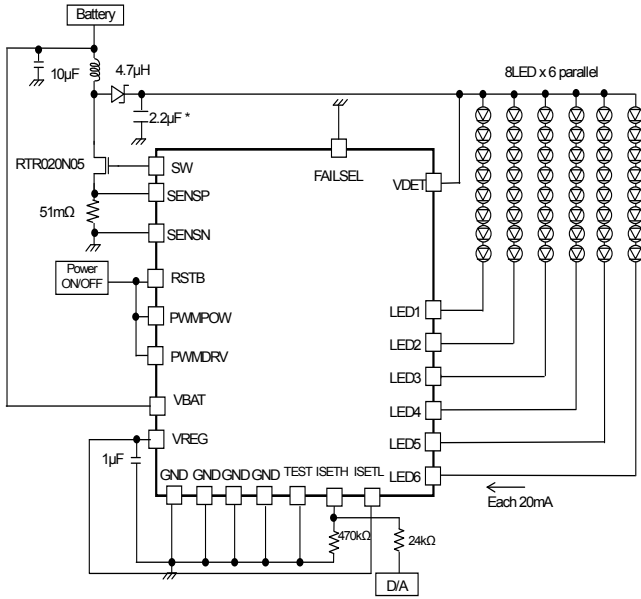 Battery
10µF
4.7µH
8LED x 6 parallel
2.2µF *
RTR020N05
SW
FAILSEL
SENSP
VDET
51mΩ
SENSN
Power
ON/OFF
RSTB
PWMPOW
LED1
PWMDRV
LED2
LED3
VBAT
LED4
VREG
LED5
1µF
GND GND GND GND TEST ISETH ISETL
LED6
Each 20mA
470kΩ
24kΩ
D/A